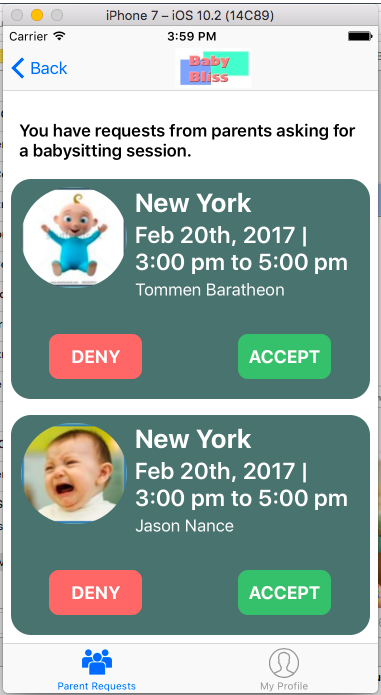 iPhone 7 – iOS 10.2 (14C89)
Carrier 3:59 PM
Back
Baby
Bliss
You have requests from parents asking for
a babysitting session.
New York
Feb 20th, 2017 |
3:00 pm to 5:00 pm
Tommen Baratheon
DENY ACCEPT
New York
Feb 20th, 2017 |
3:00 pm to 5:00 pm
Jason Nance
DENY ACCEPT
Parent Requests My Profile